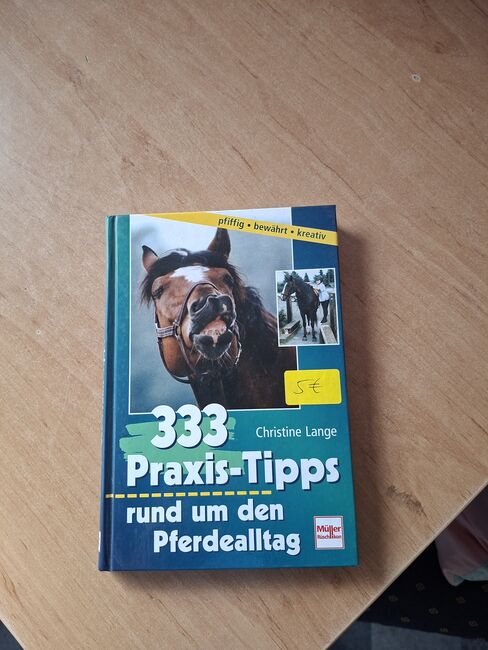 pfiffig • bewährt • kreativ
5 €
333
Christine Lange
Praxis-Tipps
rund um den
Pferdealltag
Müller
Rüschlikon